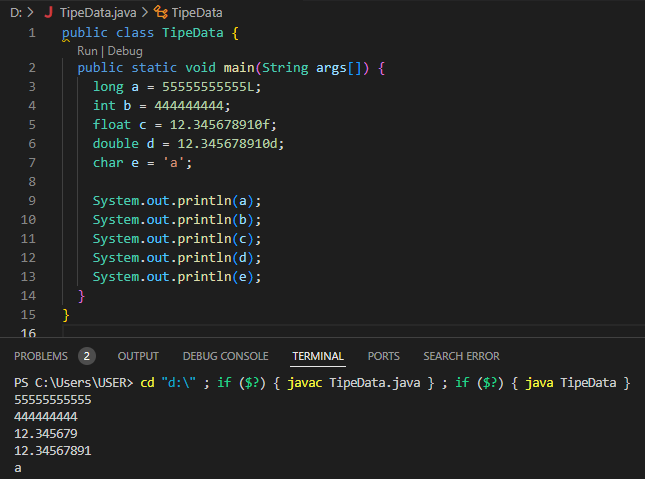 D: > J TipeData.java > TipeData
1 public class TipeData {
Run | Debug
2 public static void main(String args[]) {
3 long a = 55555555555L;
4 int b = 444444444;
5 float c = 12.345678910f;
6 double d = 12.345678910d;
7 char e = 'a';
8
9 System.out.println(a);
10 System.out.println(b);
11 System.out.println(c);
12 System.out.println(d);
13 System.out.println(e);
14 }
15 }
16
PROBLEMS 2 OUTPUT DEBUG CONSOLE TERMINAL PORTS SEARCH ERROR
PS C:\Users\USER> cd "d:\" ; if ($?) { javac TipeData.java } ; if ($?) { java TipeData }
55555555555
444444444
12.345679
12.34567891
a